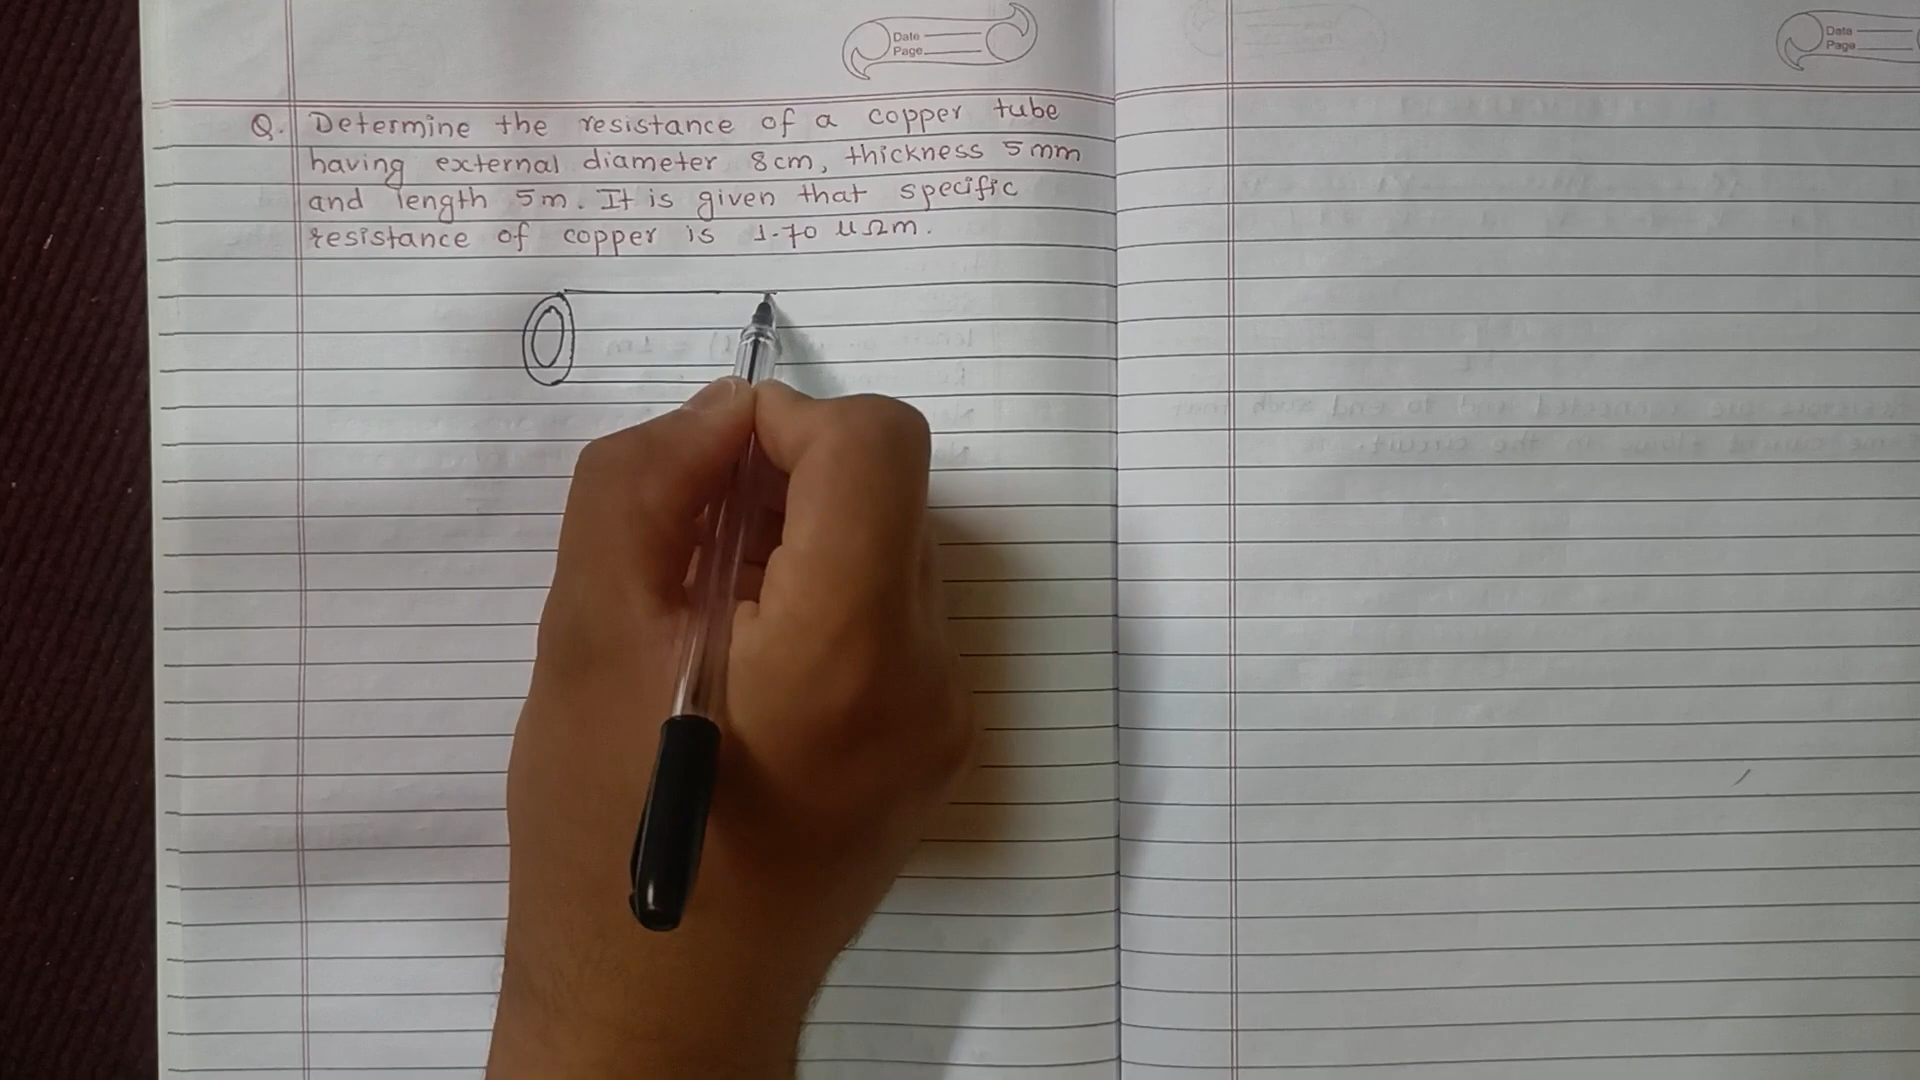 Date
Page
Data
Page
Q. Determine the resistance of a copper tube
having external diameter 8cm, thickness 5mm
and length 5m. It is given that specific
resistance of copper is 1.70 μΩm.